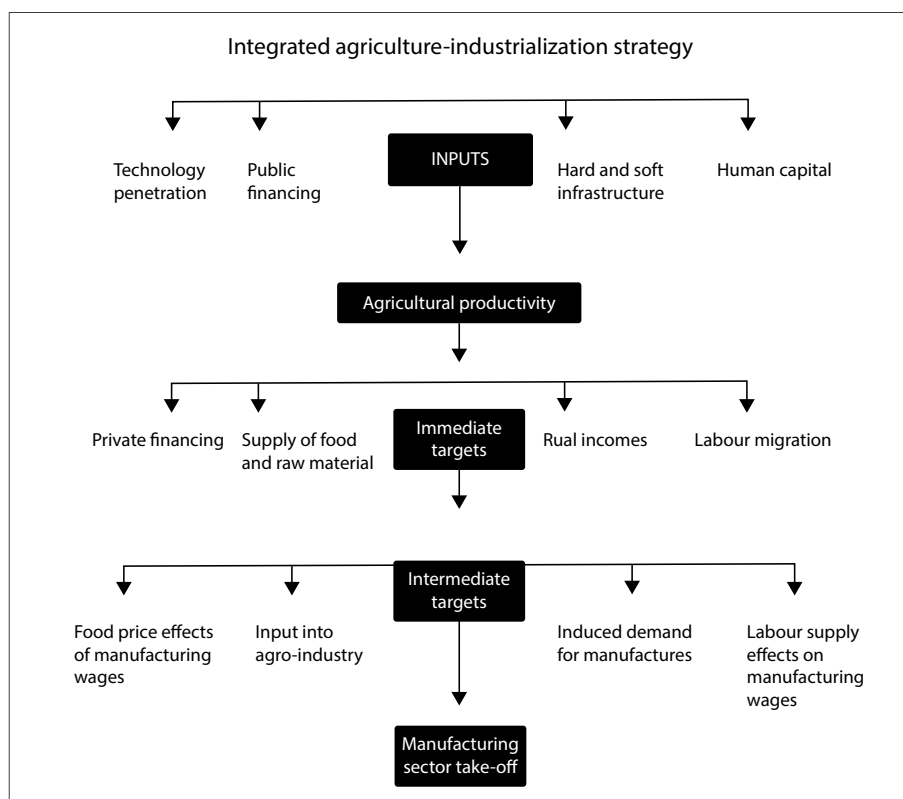 Integrated agriculture-industrialization strategy
Technology
penetration
Public
financing
INPUTS
Hard and soft
infrastructure
Human capital
Agricultural productivity
Private financing
Supply of food
and raw material
Immediate
targets
Rual incomes
Labour migration
Intermediate
targets
Food price effects
of manufacturing
wages
Input into
agro-industry
Induced demand
for manufactures
Labour supply
effects on
manufacturing
wages
Manufacturing
sector take-off